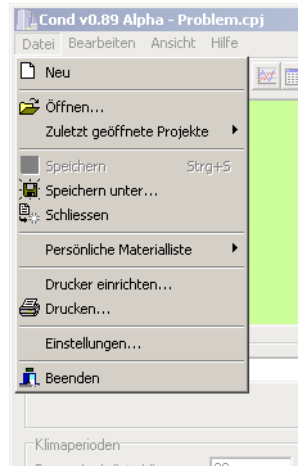 Cond v0.89 Alpha - Problem.cpj
Datei Bearbeiten Ansicht Hilfe
Neu
Öffnen...
Zuletzt geöffnete Projekte
Speichern Strg+S
Speichern unter...
Schliessen
Persönliche Materialliste
Drucker einrichten...
Drucken...
Einstellungen...
Beenden
Klimaperioden